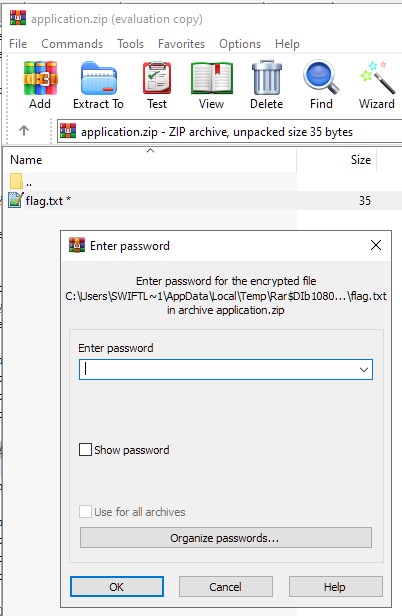 application.zip (evaluation copy)
File Commands Tools Favorites Options Help
Add Extract To Test View Delete Find Wizard
application.zip - ZIP archive, unpacked size 35 bytes
Name Size
..
flag.txt * 35
Enter password
Enter password for the encrypted file
C:\Users\SWIFTL~1\AppData\Local\Temp\Rar$DIb1080...\flag.txt
in archive application.zip
Enter password
Show password
Use for all archives
Organize passwords...
OK Cancel Help